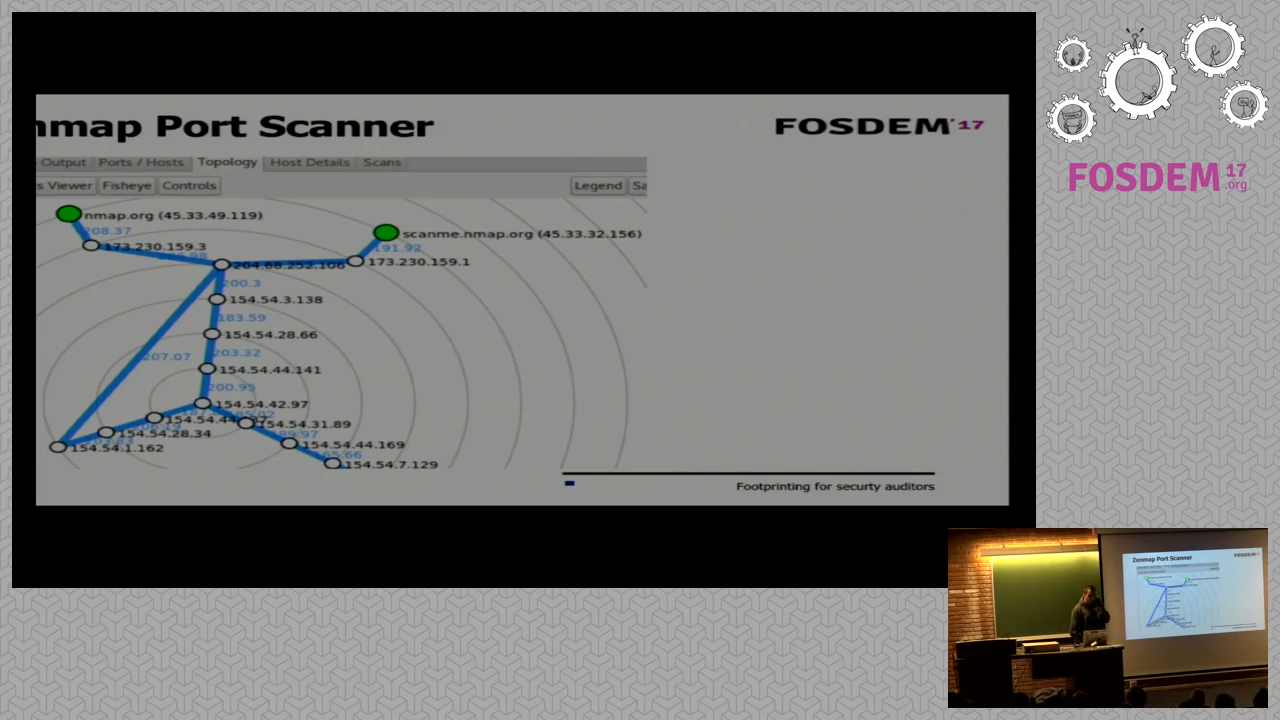 nmap Port Scanner
FOSDEM'17
Output Ports / Hosts Topology Host Details Scans
s Viewer Fisheye Controls Legend Sa
nmap.org (45.33.49.119)
208.37
173.230.159.3
scanme.nmap.org (45.33.32.156)
191.92
204.68.252.106
173.230.159.1
200.3
154.54.3.138
183.59
154.54.28.66
203.32
207.07
154.54.44.141
200.95
154.54.42.97
154.54.31.89
154.54.28.34
154.54.44.169
154.54.1.162
154.54.7.129
Footprinting for securty auditors
FOSDEM 17
.org
Zenmap Port Scanner
FOSDEM